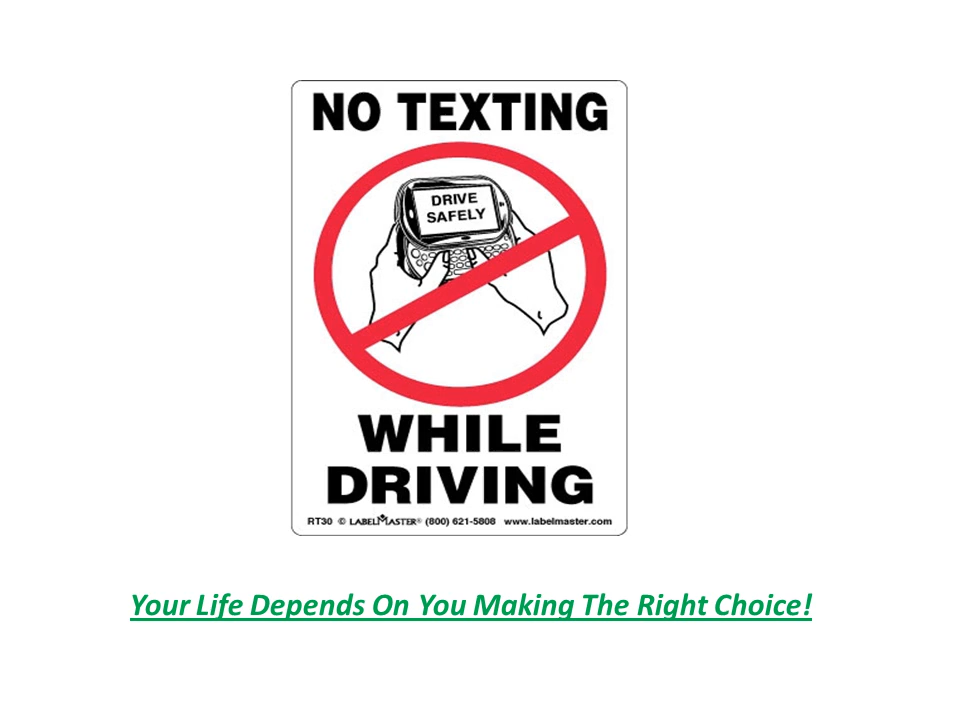 NO TEXTING
DRIVE
SAFELY
WHILE
DRIVING
RT30 © LABELMASTER® (800) 621-5808 www.labelmaster.com
Your Life Depends On You Making The Right Choice!